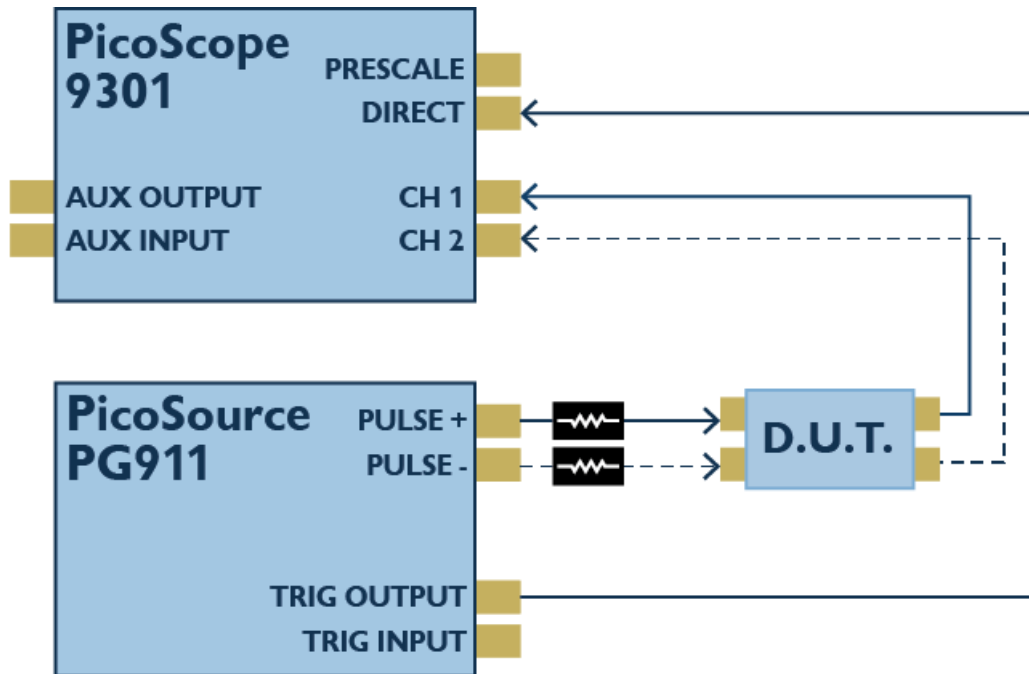 PicoScope
9301
PRESCALE
DIRECT
AUX OUTPUT
CH 1
AUX INPUT
CH 2
PicoSource
PG911
PULSE +
PULSE -
D.U.T.
TRIG OUTPUT
TRIG INPUT